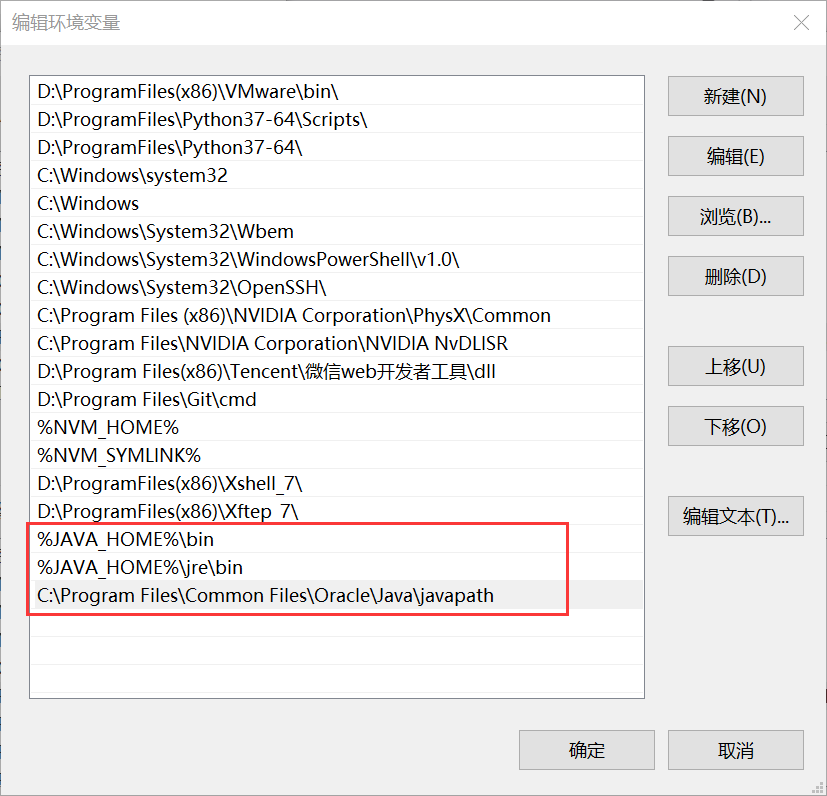 编辑环境变量
D:\ProgramFiles(x86)\VMware\bin\
D:\ProgramFiles\Python37-64\Scripts\
D:\ProgramFiles\Python37-64\
C:\Windows\system32
C:\Windows
C:\Windows\System32\Wbem
C:\Windows\System32\WindowsPowerShell\v1.0\
C:\Windows\System32\OpenSSH\
C:\Program Files (x86)\NVIDIA Corporation\PhysX\Common
C:\Program Files\NVIDIA Corporation\NVIDIA NvDLISR
D:\Program Files(x86)\Tencent\微信web开发者工具\dll
D:\Program Files\Git\cmd
%NVM_HOME%
%NVM_SYMLINK%
D:\ProgramFiles(x86)\Xshell_7\
D:\ProgramFiles(x86)\Xftep_7\
%JAVA_HOME%\bin
%JAVA_HOME%\jre\bin
C:\Program Files\Common Files\Oracle\Java\javapath
新建(N)
编辑(E)
浏览(B)...
删除(D)
上移(U)
下移(O)
编辑文本(T)...
确定
取消